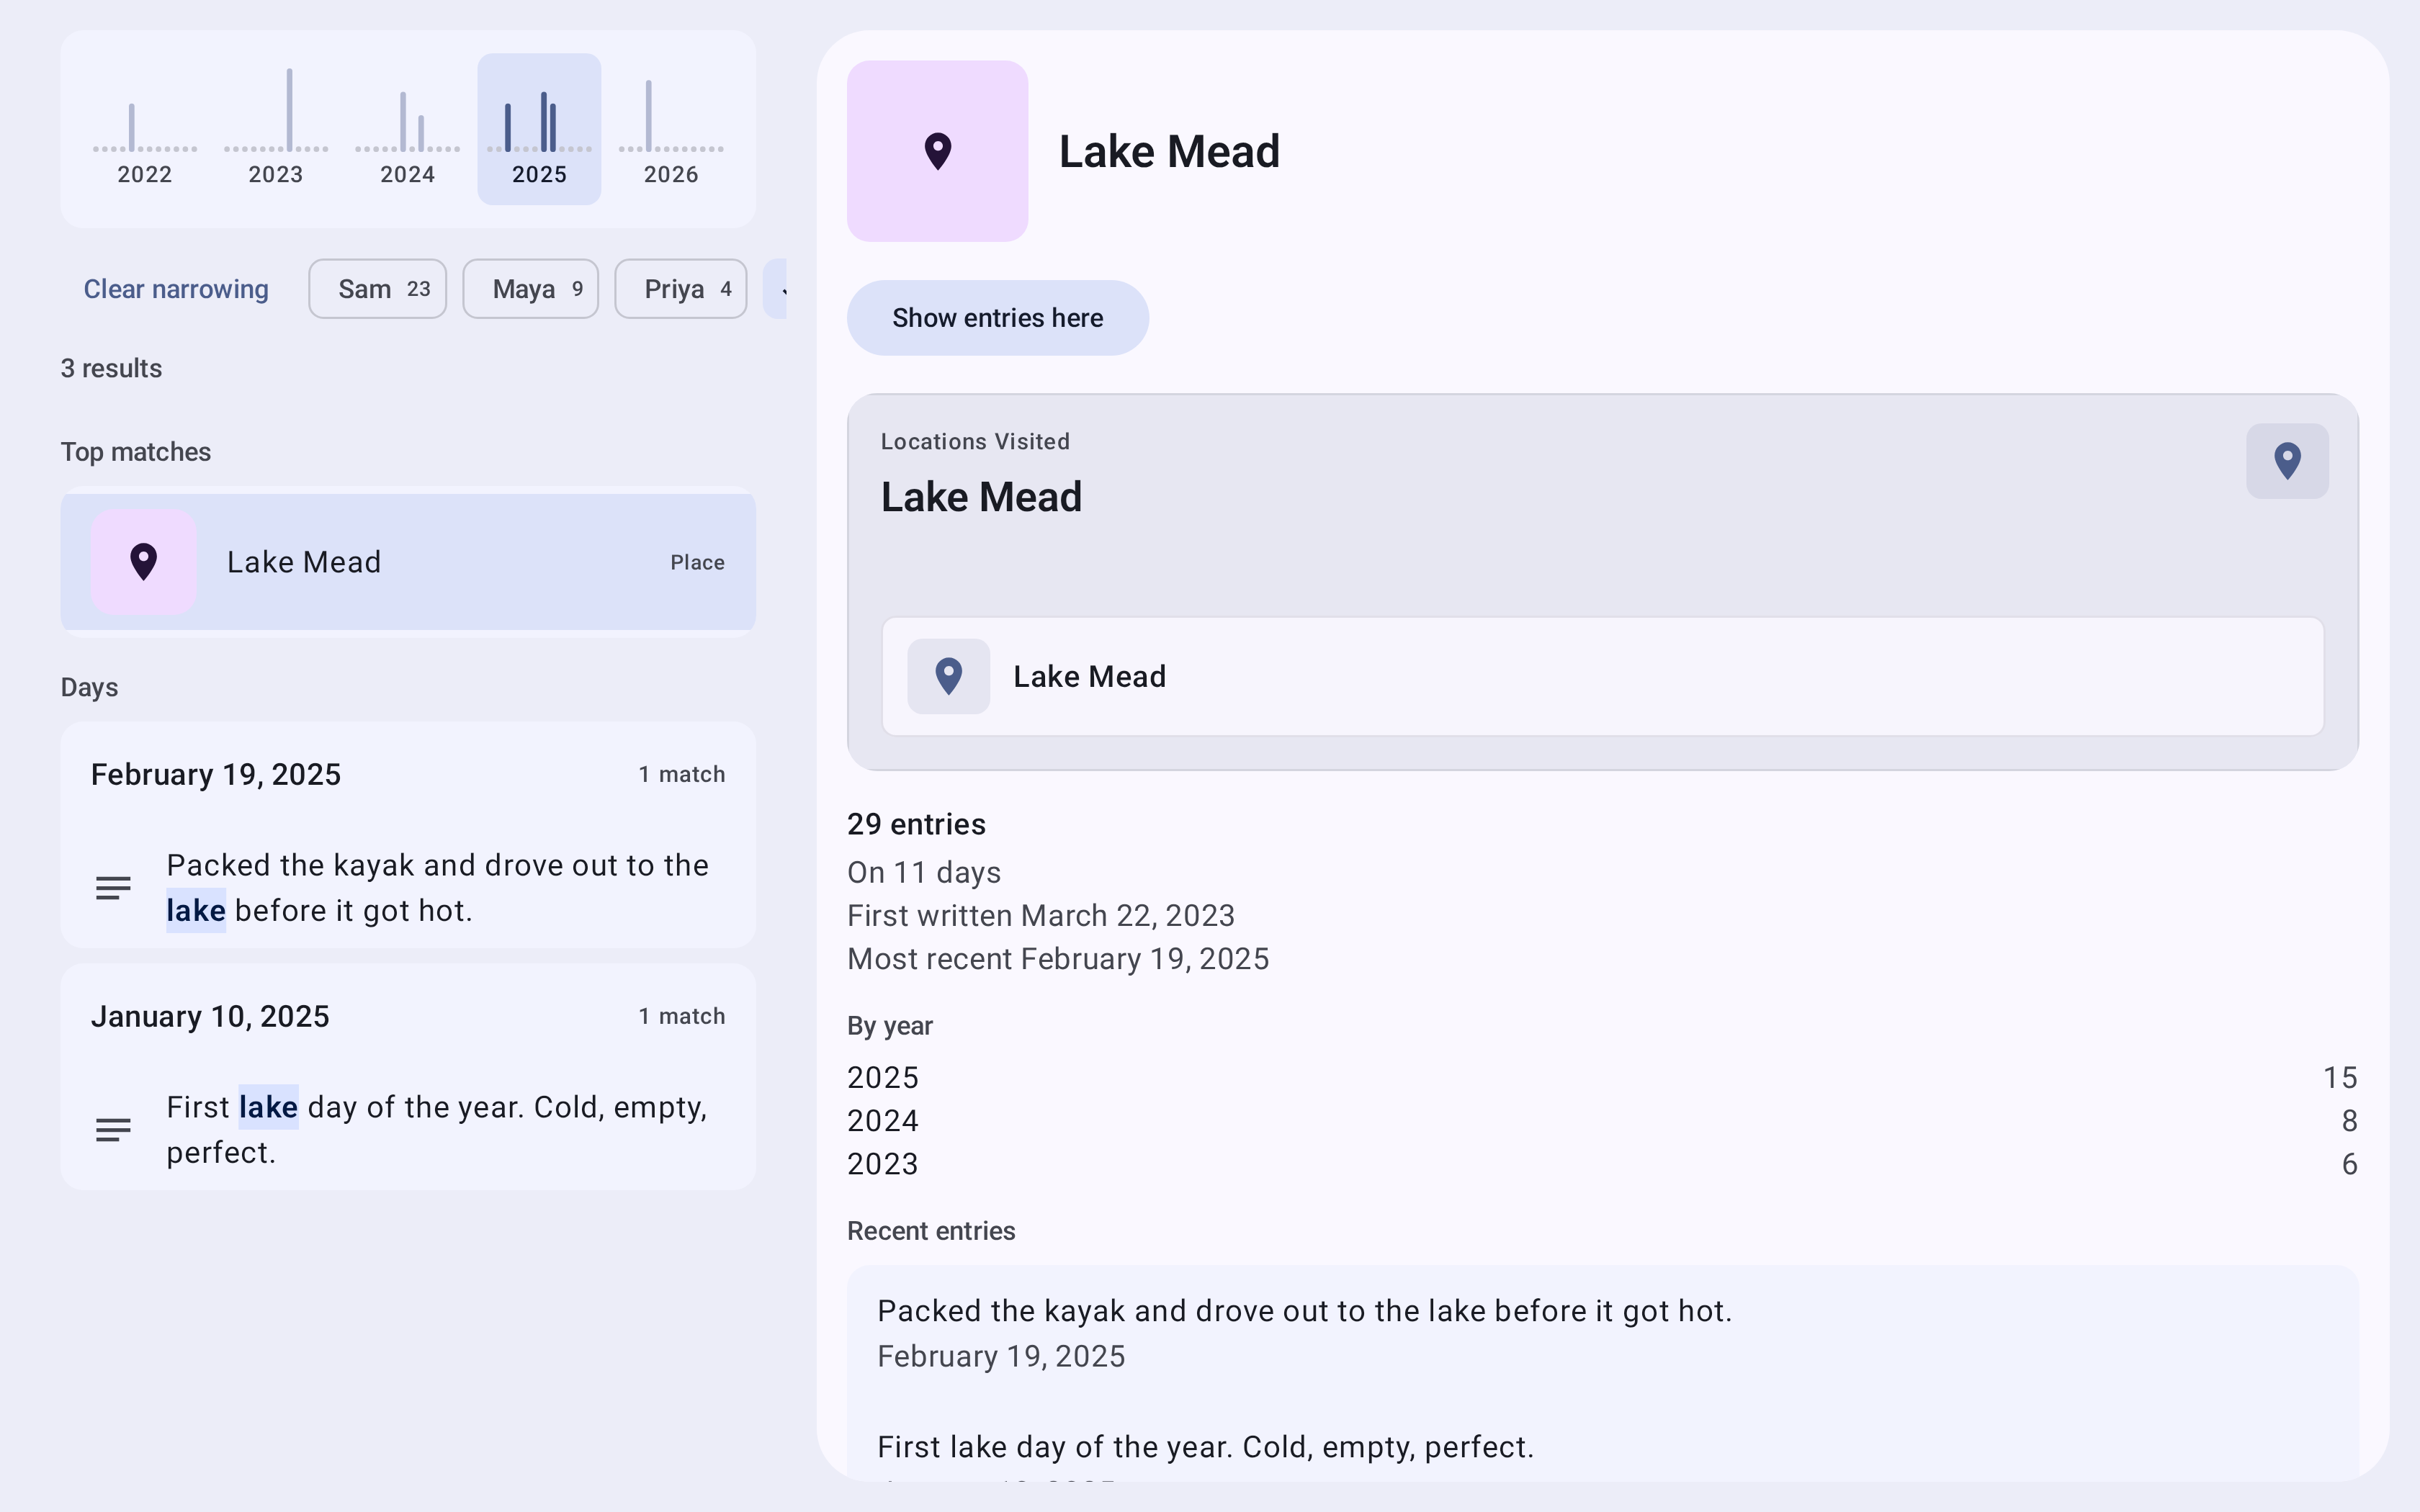 2022
2023
2024
2025
2026
Clear narrowing
Sam 23
Maya 9
Priya 4
3 results
Top matches
Lake Mead
Place
Days
February 19, 2025
1 match
Packed the kayak and drove out to the
lake before it got hot.
January 10, 2025
1 match
First lake day of the year. Cold, empty,
perfect.
Lake Mead
Show entries here
Locations Visited
Lake Mead
Lake Mead
29 entries
On 11 days
First written March 22, 2023
Most recent February 19, 2025
By year
2025 15
2024 8
2023 6
Recent entries
Packed the kayak and drove out to the lake before it got hot.
February 19, 2025
First lake day of the year. Cold, empty, perfect.